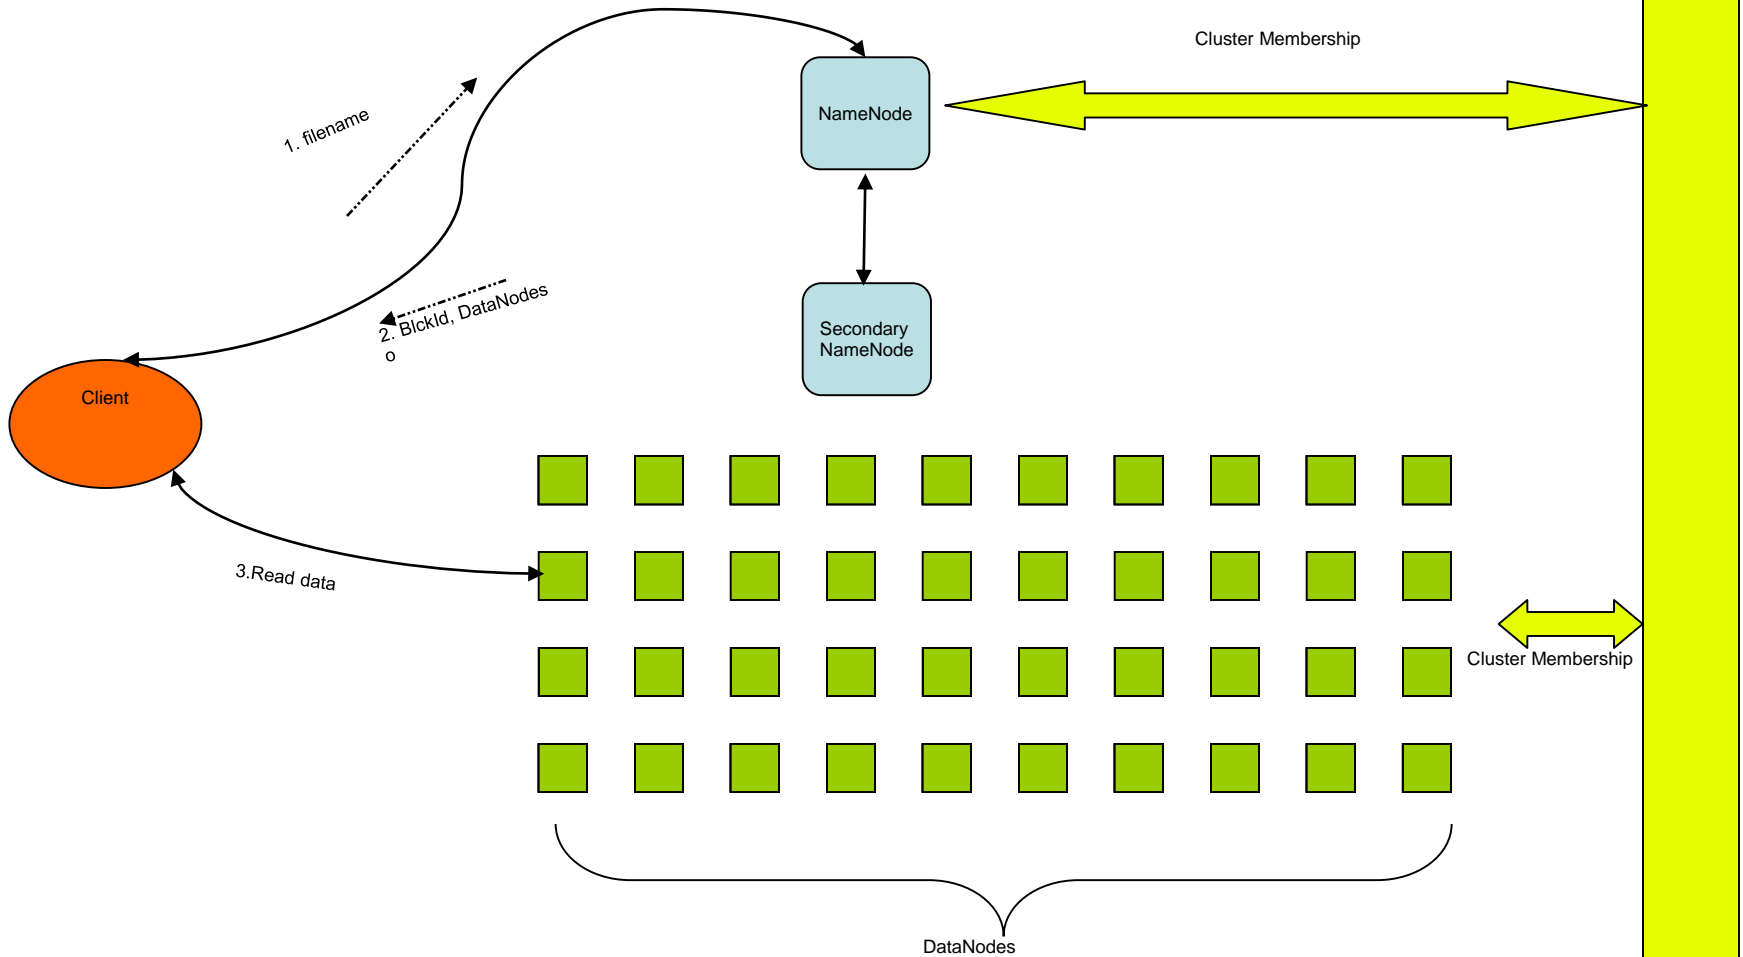 Cluster Membership
NameNode
1. filename
2. BlckId, DataNodes
o
Secondary
NameNode
Client
3.Read data
Cluster Membership
DataNodes